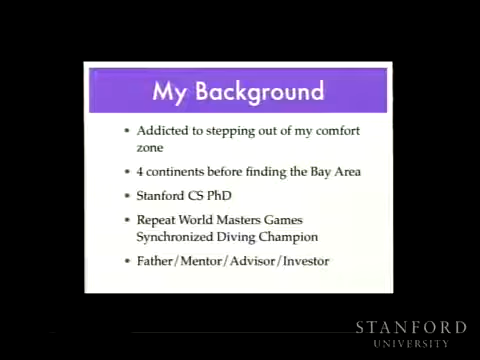 My Background
• Addicted to stepping out of my comfort
zone
• 4 continents before finding the Bay Area
• Stanford CS PhD
• Repeat World Masters Games
Synchronized Diving Champion
• Father/Mentor/Advisor/Investor
STANFORD
UNIVERSITY